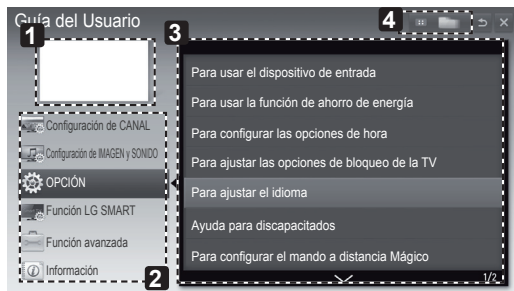 Guía del Usuario
4
1
3
Configuración de CANAL
Configuración de IMAGEN y SONIDO
OPCIÓN
Función LG SMART
Función avanzada
Información
2
Para usar el dispositivo de entrada
Para usar la función de ahorro de energía
Para configurar las opciones de hora
Para ajustar las opciones de bloqueo de la TV
Para ajustar el idioma
Ayuda para discapacitados
Para configurar el mando a distancia Mágico
1/2